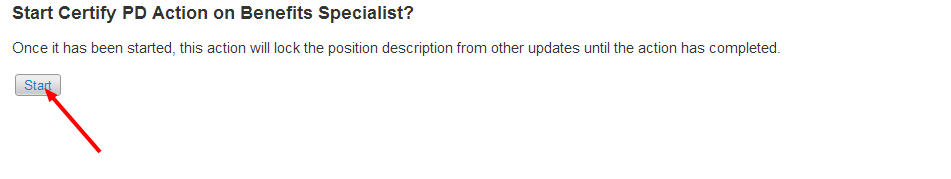 Start Certify PD Action on Benefits Specialist?
Once it has been started, this action will lock the position description from other updates until the action has completed.
Start